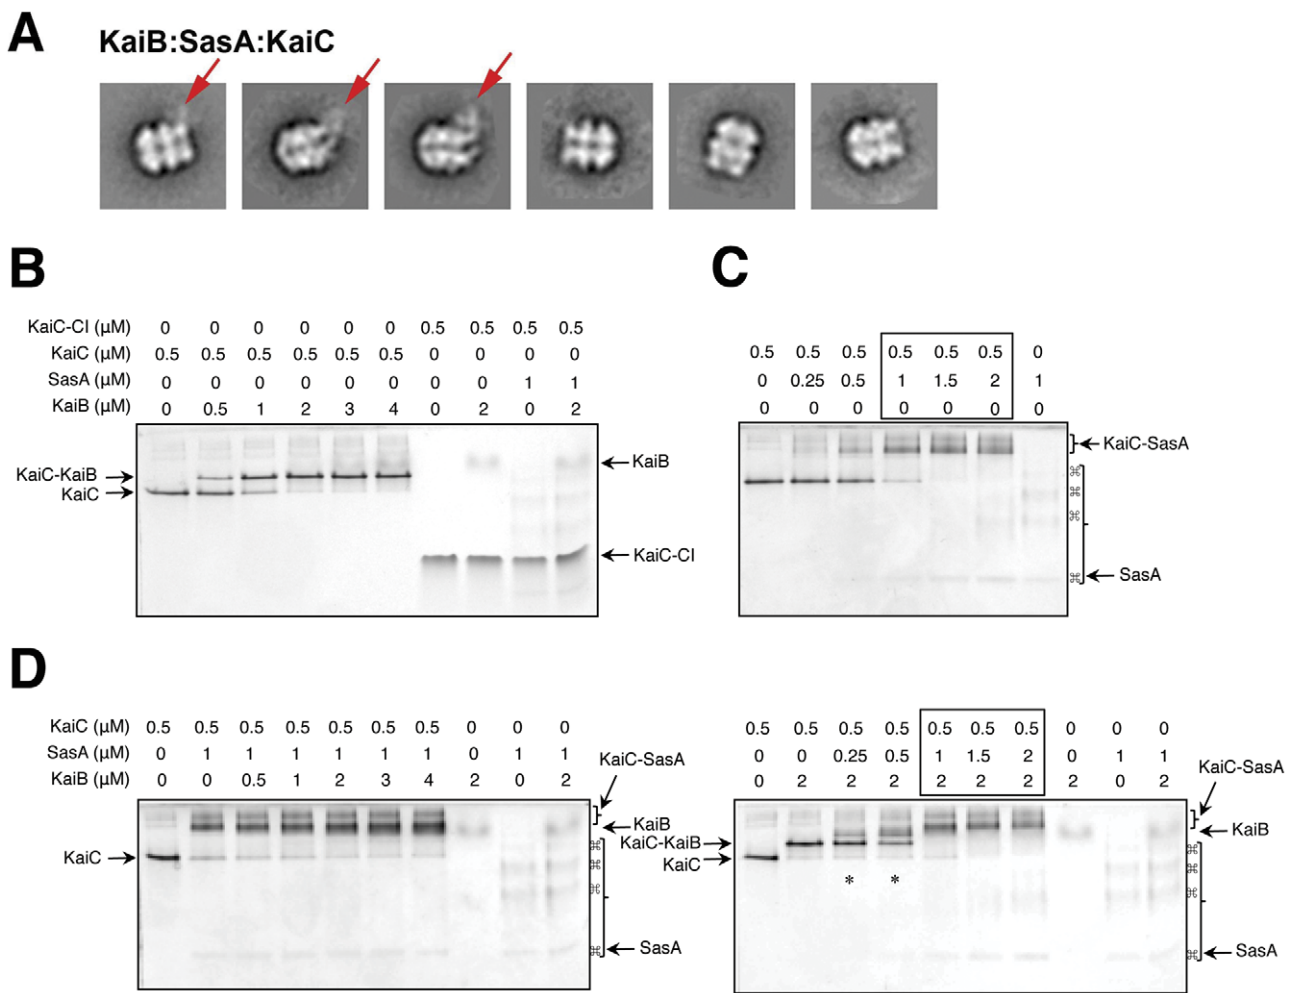 A
KaiB:SasA:KaiC
B
KaiC-CI (μM) 0 0 0 0 0 0 0.5 0.5 0.5 0.5
KaiC (μM) 0.5 0.5 0.5 0.5 0.5 0.5 0 0 0 0
SasA (μM) 0 0 0 0 0 0 0 0 1 1
KaiB (μM) 0 0.5 1 2 3 4 0 2 0 2
KaiC-KaiB
KaiC
KaiB
KaiC-CI
C
0.5 0.5 0.5 0.5 0.5 0.5 0
0 0.25 0.5 1 1.5 2 1
0 0 0 0 0 0 0
KaiC-SasA
⌘
⌘
⌘
⌘ SasA
D
KaiC (μM) 0.5 0.5 0.5 0.5 0.5 0.5 0.5 0 0 0
SasA (μM) 0 1 1 1 1 1 1 0 1 1
KaiB (μM) 0 0 0.5 1 2 3 4 2 0 2
KaiC-SasA
KaiB
KaiC
⌘
⌘
⌘
⌘ SasA
0.5 0.5 0.5 0.5 0.5 0.5 0.5 0 0 0
0 0 0.25 0.5 1 1.5 2 0 1 1
0 2 2 2 2 2 2 2 0 2
KaiC-SasA
KaiB
KaiC-KaiB
KaiC
* *
⌘
⌘
⌘
⌘ SasA